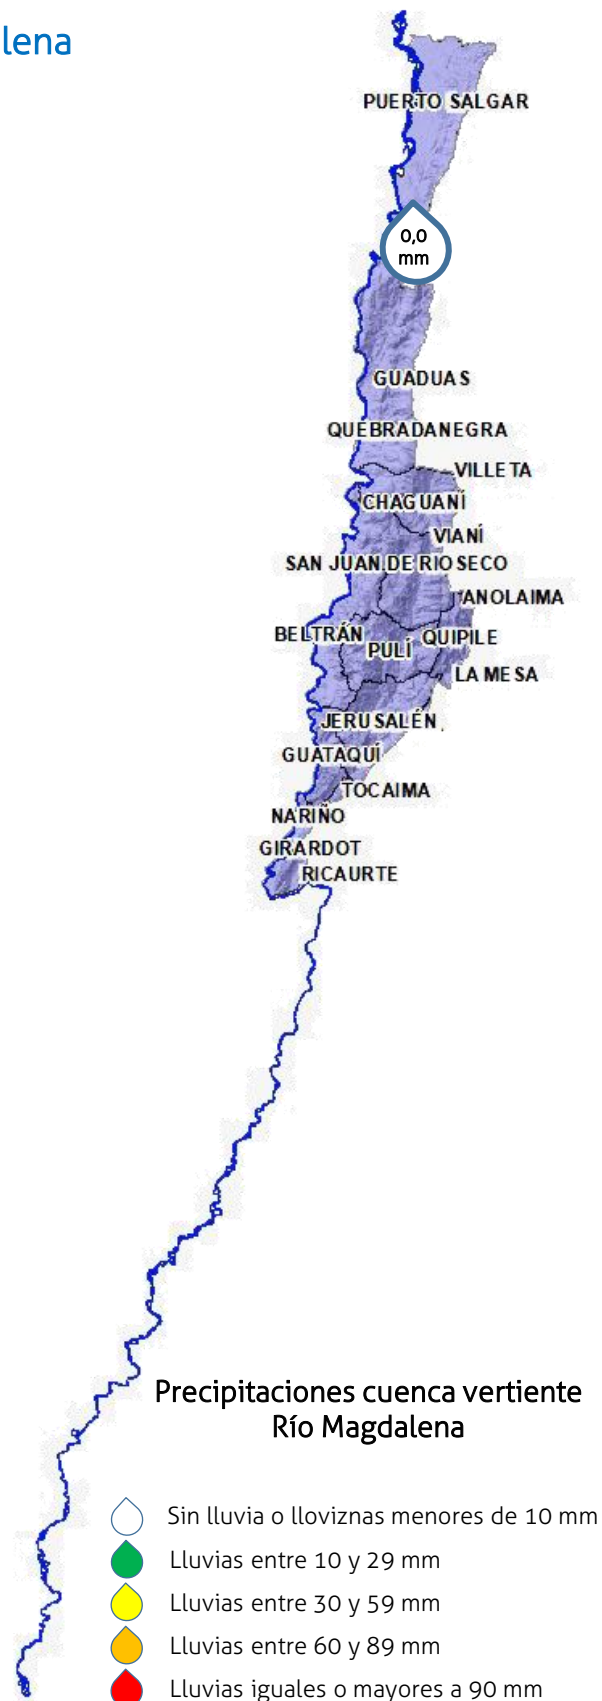 lena
PUERTO SALGAR
0,0
mm
GUADUAS
QUEBRADANEGRA
VILLETA
CHAGUANÍ
VIANÍ
SAN JUAN DE RIO SECO
ANOLAIMA
BELTRÁN
QUIPILE
PULÍ
LA MESA
JERUSALÉN
GUATAQUÍ
TOCAIMA
NARIÑO
GIRARDOT
RICAURTE
Precipitaciones cuenca vertiente
Río Magdalena
Sin lluvia o lloviznas menores de 10 mm
Lluvias entre 10 y 29 mm
Lluvias entre 30 y 59 mm
Lluvias entre 60 y 89 mm
Lluvias iguales o mayores a 90 mm